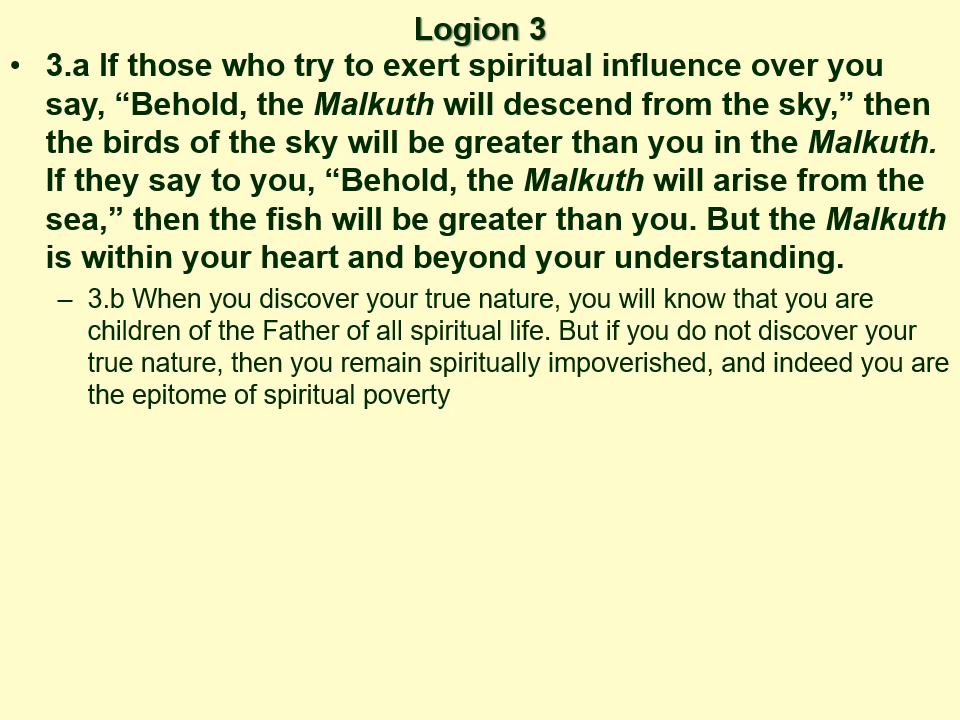 Logion 3
• 3.a If those who try to exert spiritual influence over you
say, “Behold, the Malkuth will descend from the sky,” then
the birds of the sky will be greater than you in the Malkuth.
If they say to you, “Behold, the Malkuth will arise from the
sea,” then the fish will be greater than you. But the Malkuth
is within your heart and beyond your understanding.
– 3.b When you discover your true nature, you will know that you are
children of the Father of all spiritual life. But if you do not discover your
true nature, then you remain spiritually impoverished, and indeed you are
the epitome of spiritual poverty